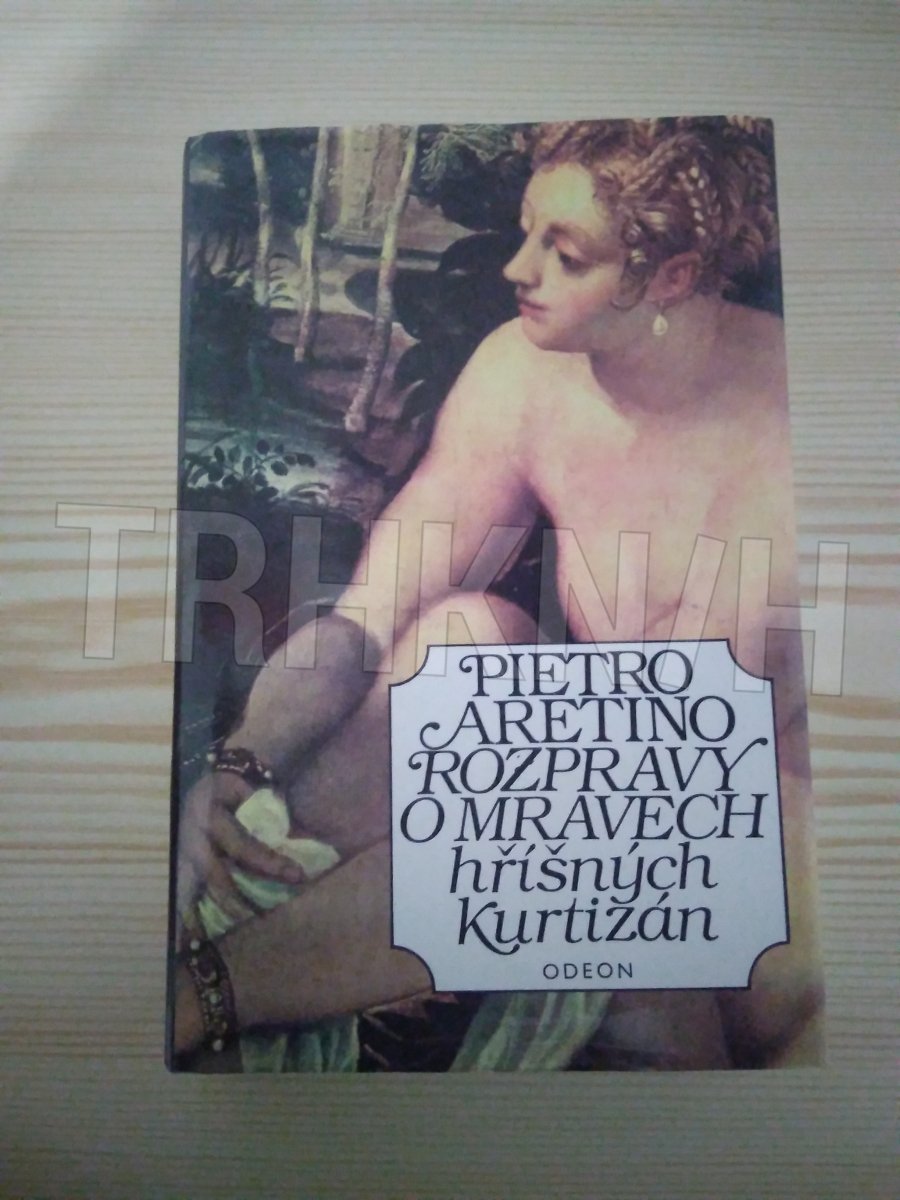 PIETRO
ARETINO
ROZPRAVY
O MRAVECH
hříšných
kurtizán
ODEON
TRHKNIH